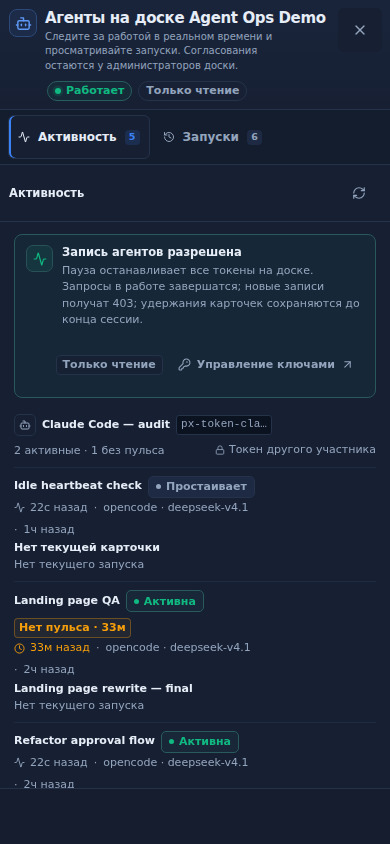 Агенты на доске Agent Ops Demo
Следите за работой в реальном времени и
просматривайте запуски. Согласования
остаются у администраторов доски.
Работает
Только чтение
Активность 5
Запуски 6
Активность
Запись агентов разрешена
Пауза останавливает все токены на доске.
Запросы в работе завершатся; новые записи
получат 403; удержания карточек сохраняются до
конца сессии.
Только чтение
Управление ключами
Claude Code — audit px-token-cla…
2 активные · 1 без пульса
Токен другого участника
Idle heartbeat check
Простаивает
22с назад · opencode · deepseek-v4.1
· 1ч назад
Нет текущей карточки
Нет текущего запуска
Landing page QA
Активна
Нет пульса · 33м
33м назад · opencode · deepseek-v4.1
· 2ч назад
Landing page rewrite — final
Нет текущего запуска
Refactor approval flow
Активна
22с назад · opencode · deepseek-v4.1
· 2ч назад